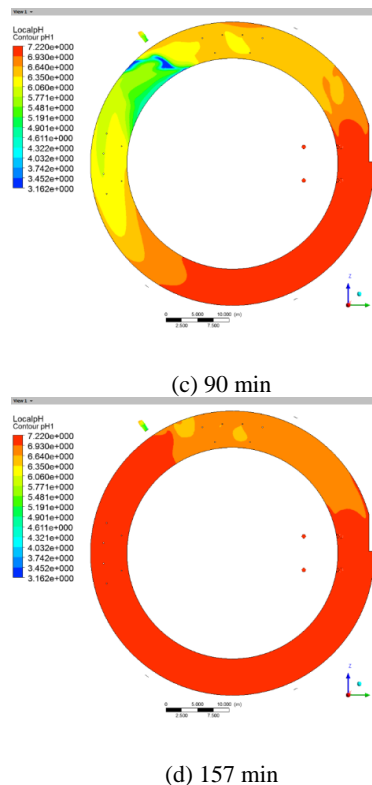 View 1
LocalpH
Contour pH1
7.220e+000
6.930e+000
6.640e+000
6.350e+000
6.060e+000
5.771e+000
5.481e+000
5.191e+000
4.901e+000
4.611e+000
4.322e+000
4.032e+000
3.742e+000
3.452e+000
3.162e+000
Z
0 5.000 10.000 (m)
2.500 7.500
(c) 90 min
View 1
LocalpH
Contour pH1
7.220e+000
6.930e+000
6.640e+000
6.350e+000
6.060e+000
5.771e+000
5.481e+000
5.191e+000
4.901e+000
4.611e+000
4.321e+000
4.032e+000
3.742e+000
3.452e+000
3.162e+000
Z
0 5.000 10.000 (m)
2.500 7.500
(d) 157 min